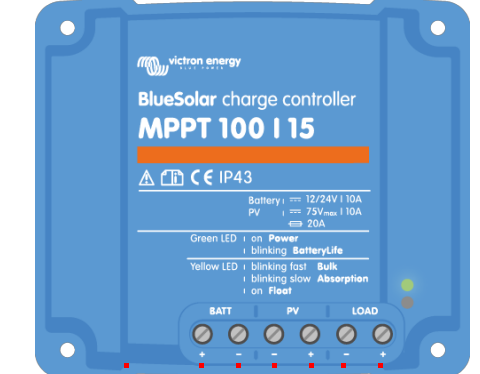 victron energy
BLUE POWER
BlueSolar charge controller
MPPT 100 | 15
CE IP43
Battery | 12/24V | 10A
PV | 75Vmax | 10A
20A
Green LED | on Power
| blinking BatteryLife
Yellow LED | blinking fast Bulk
| blinking slow Absorption
| on Float
BATT PV LOAD
+ – – + – +